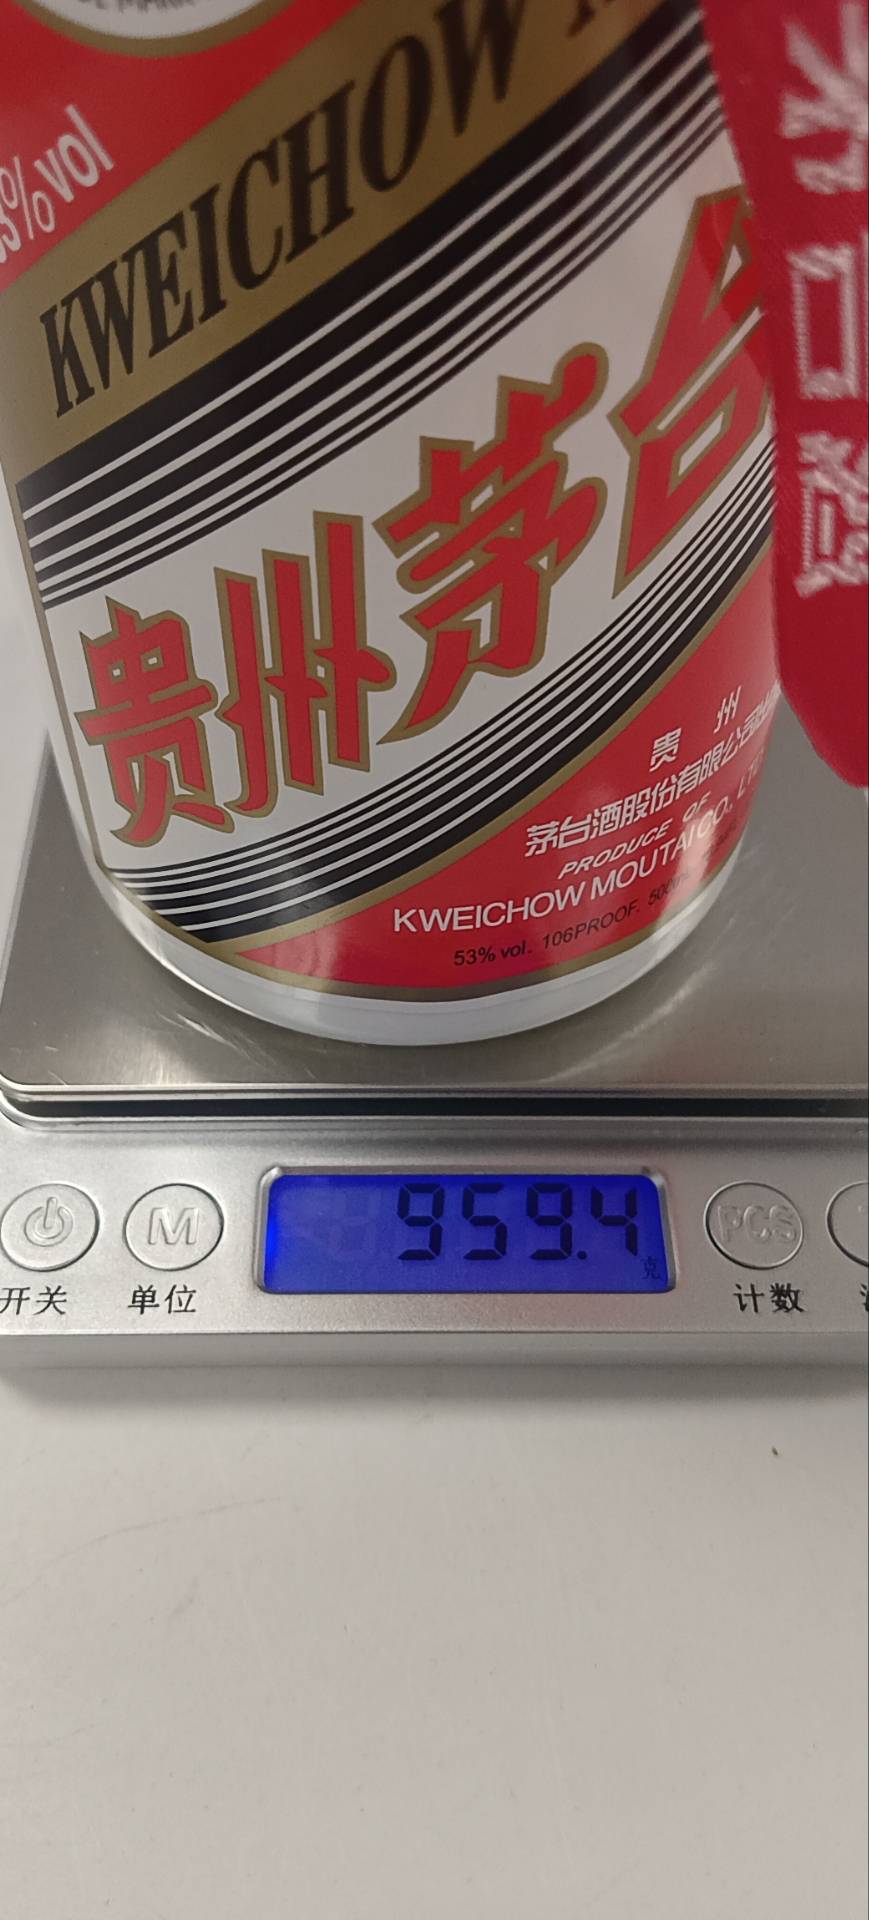 %vol
KWEICHOW
贵州茅台
贵 州
茅台酒股份有限公司
PRODUCE OF
KWEICHOW MOUTAI CO., LTD
53% vol. 106PROOF.
959.4
克
M
PCS
开关
单位
计数